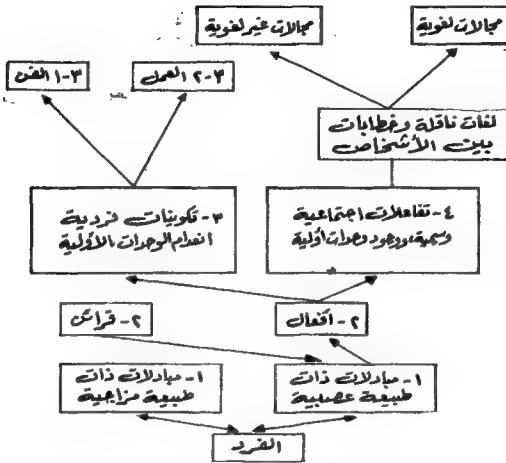 مجالات لغوية
مجالات غير لغوية
٣-٢ العمل
٣-١ الفن
لغات ناقلة وخطابات
بين الأشخاص
٤- تفاعلات اجتماعية
وسمية، ووجود وحدات أولية
٣- تكوينات فردية
انعدام الوحدات الأولية
٢- أفعال
٢- قرائن
١- مبادلات ذات
طبيعة عصبية
١- مبادلات ذات
طبيعة مزاجية
الفرد